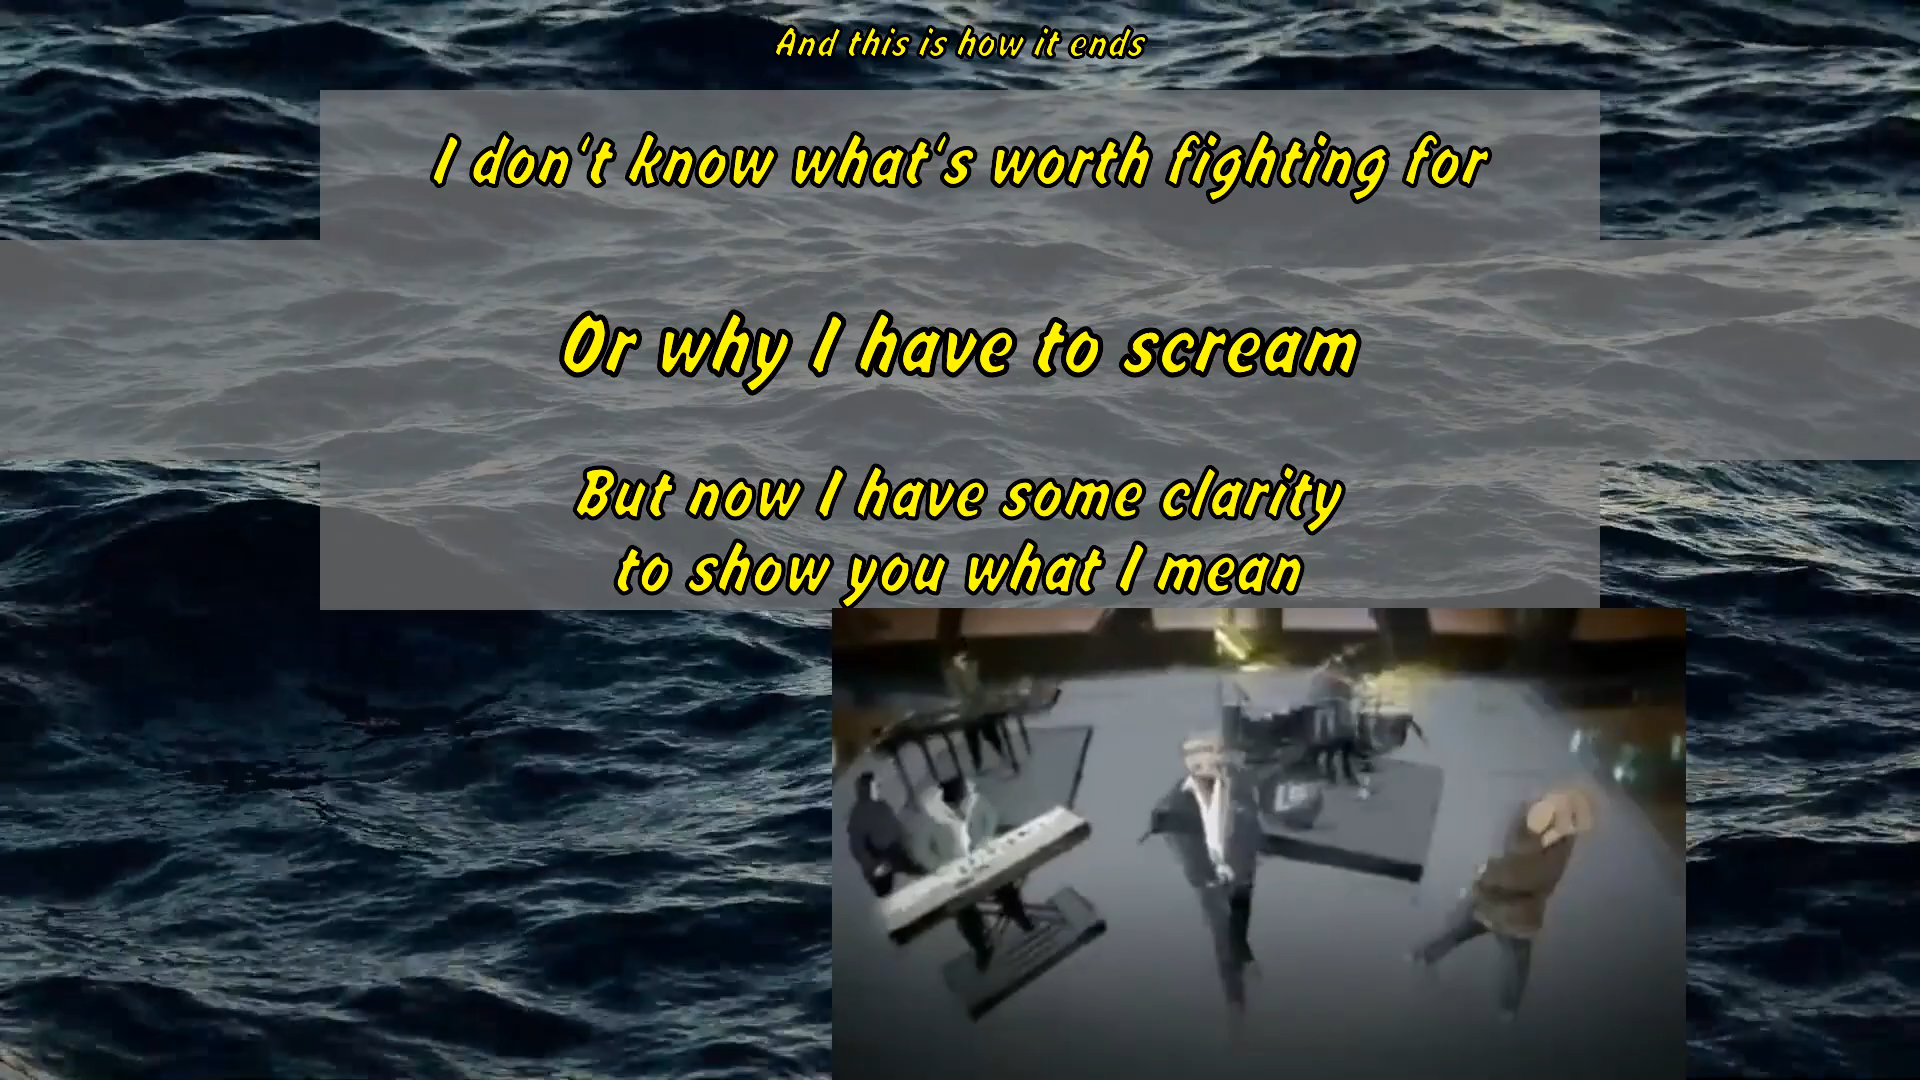 And this is how it ends
I don't know what's worth fighting for
Or why I have to scream
But now I have some clarity
to show you what I mean